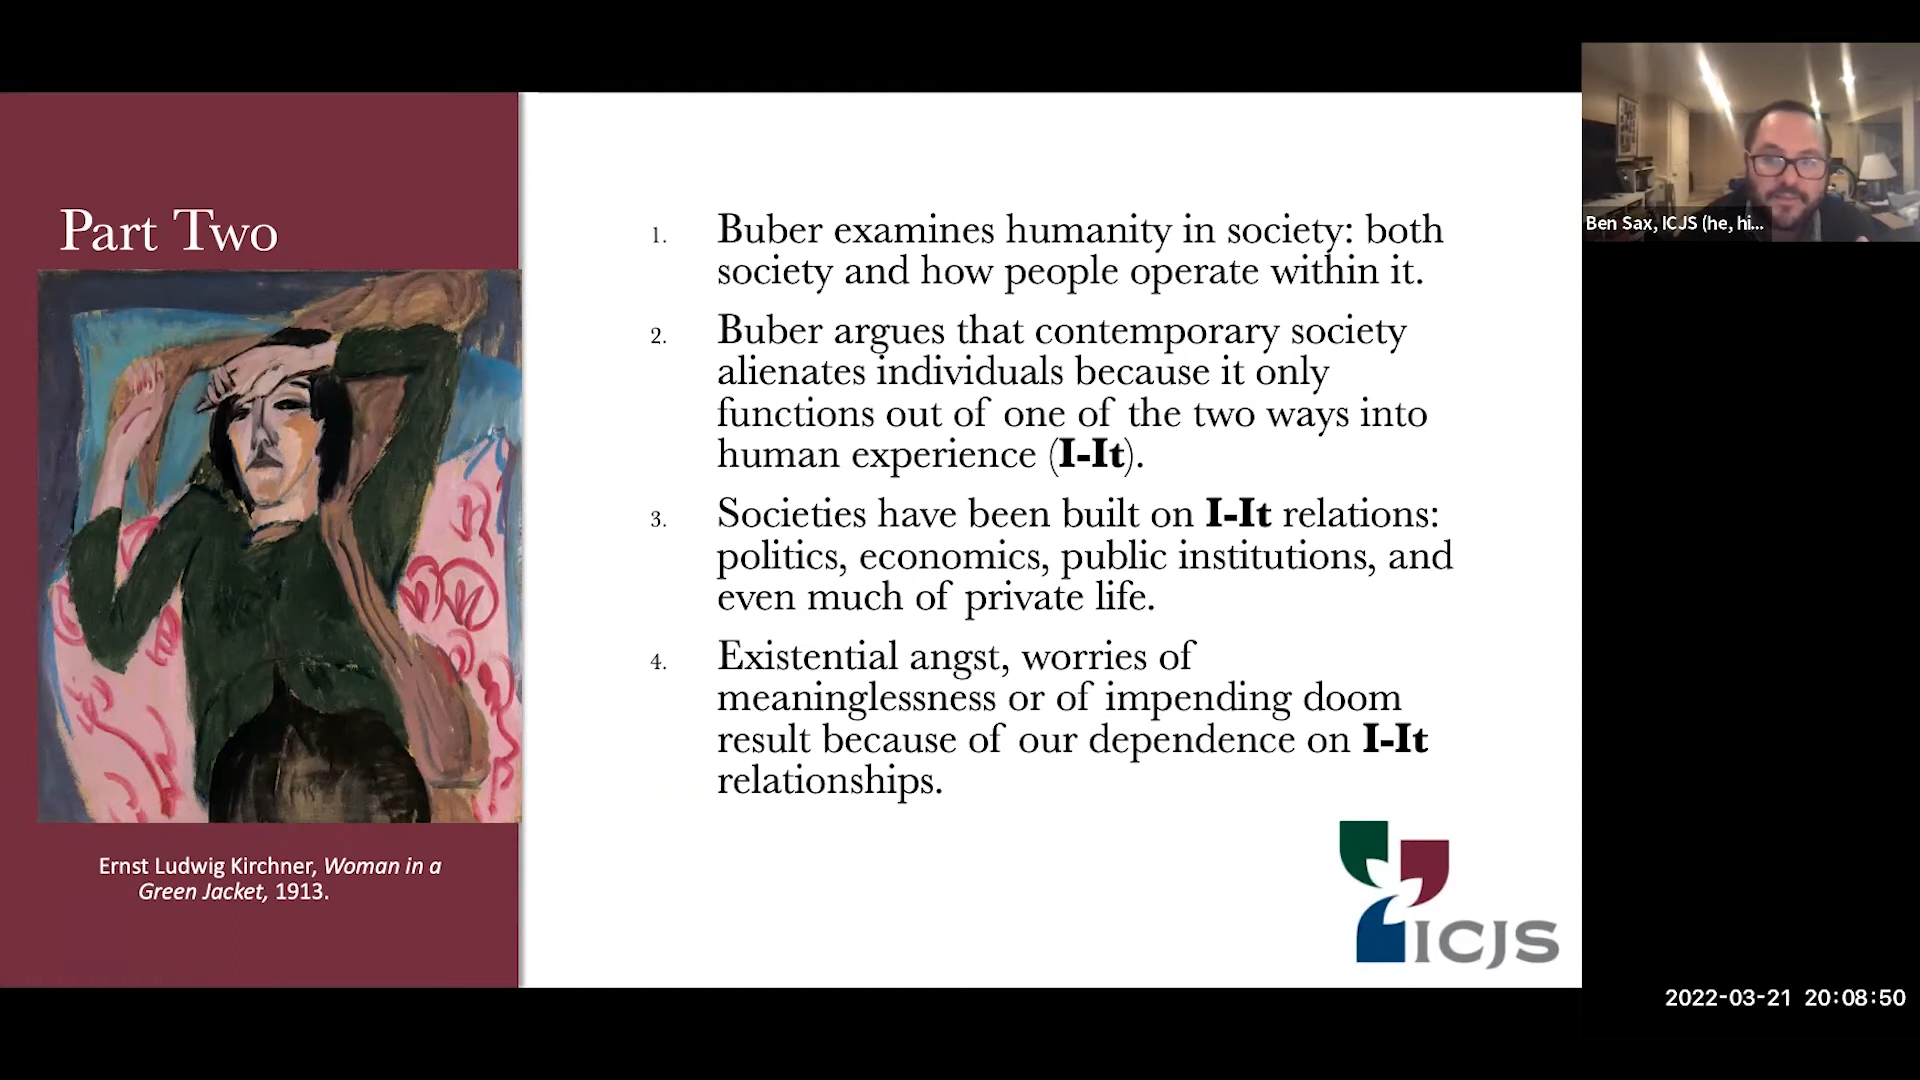 Part Two
Ernst Ludwig Kirchner, Woman in a
Green Jacket, 1913.
1. Buber examines humanity in society: both
society and how people operate within it.
2. Buber argues that contemporary society
alienates individuals because it only
functions out of one of the two ways into
human experience (I-It).
3. Societies have been built on I-It relations:
politics, economics, public institutions, and
even much of private life.
4. Existential angst, worries of
meaninglessness or of impending doom
result because of our dependence on I-It
relationships.
ICJS
Ben Sax, ICJS (he, hi...
2022-03-21 20:08:50